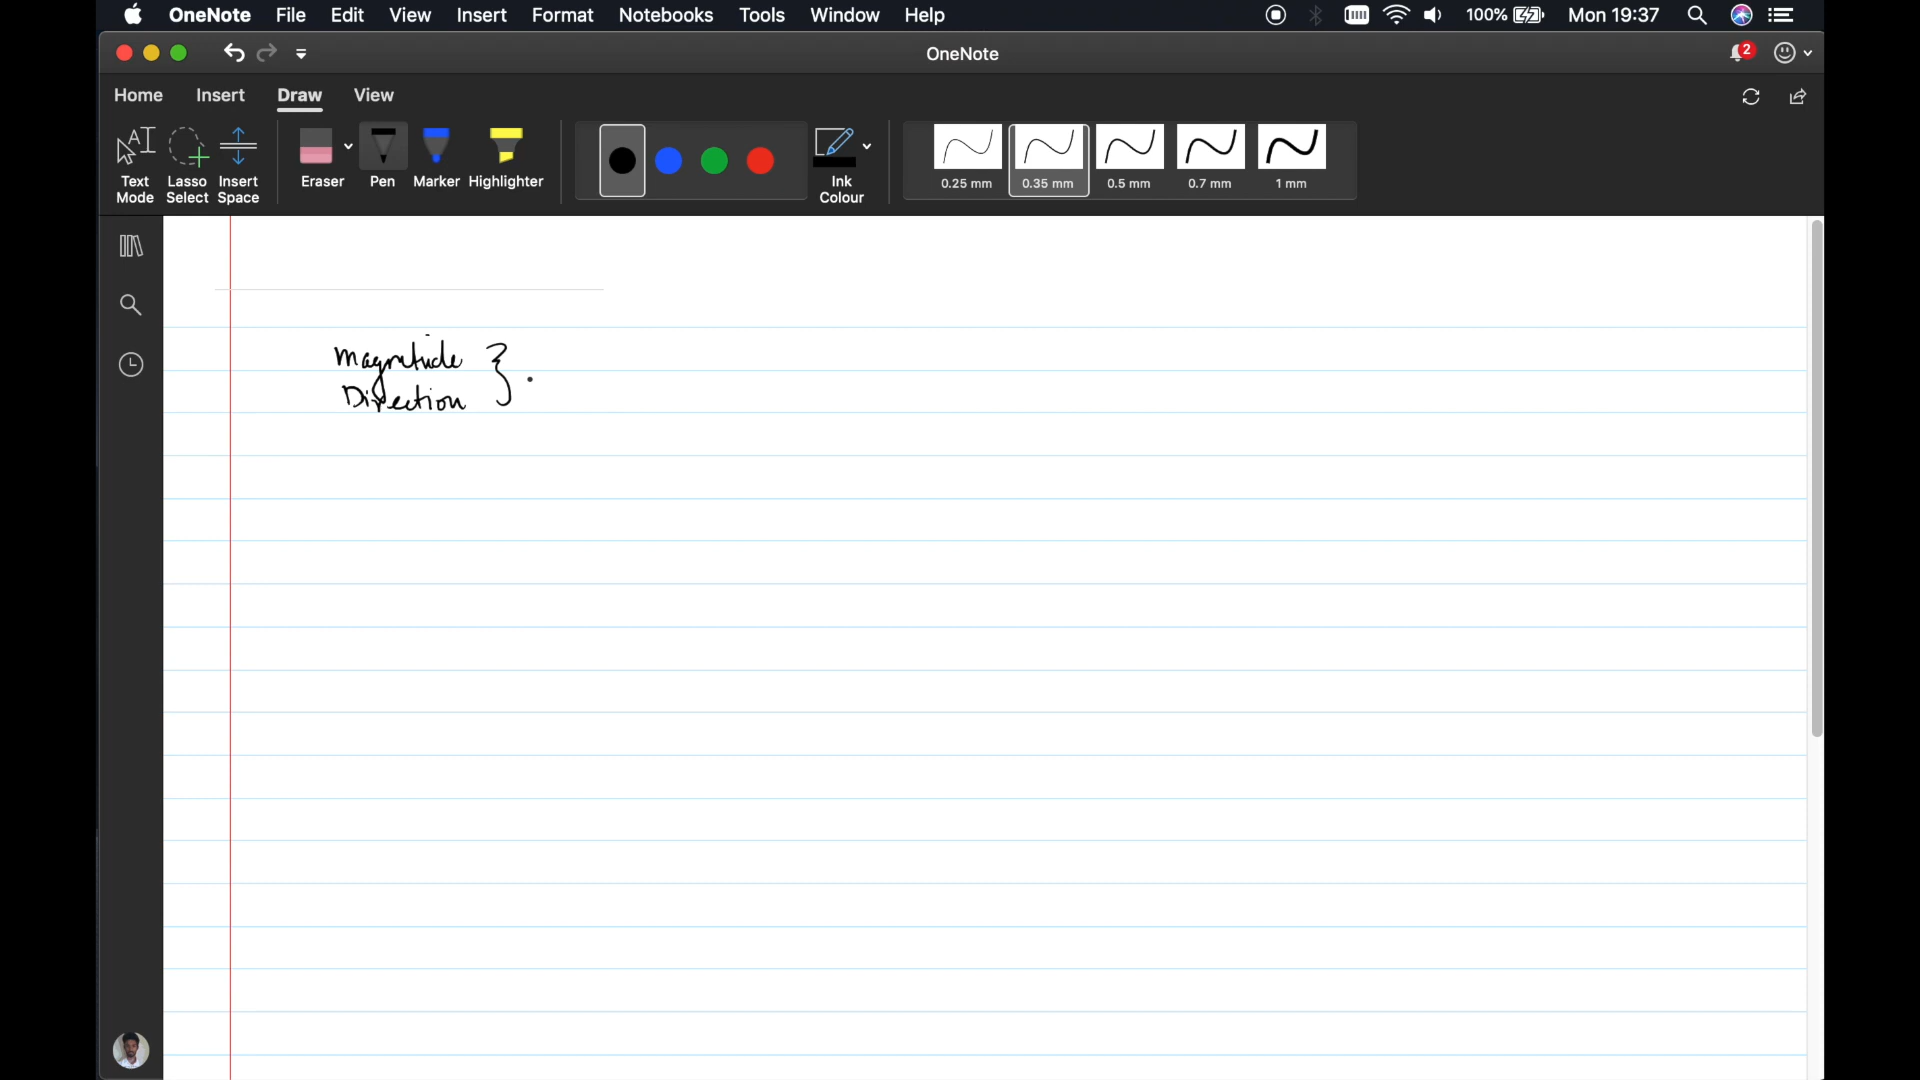 OneNote File Edit View Insert Format Notebooks Tools Window Help 100% Mon 19:37
OneNote 2
Home Insert Draw View
Text Mode Lasso Select Insert Space Eraser Pen Marker Highlighter Ink Colour 0.25 mm 0.35 mm 0.5 mm 0.7 mm 1 mm
Magnitude }
Direction